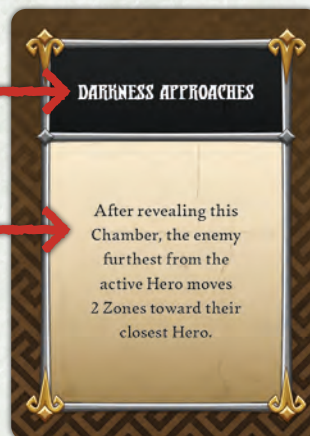 DARKNESS APPROACHES
After revealing this
Chamber, the enemy
furthest from the
active Hero moves
2 Zones toward their
closest Hero.